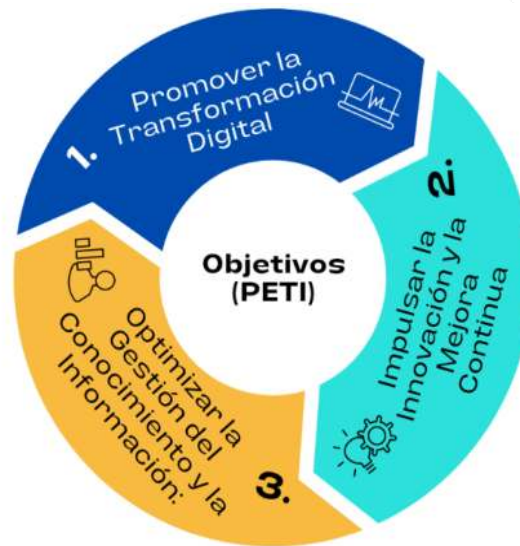 1.
Promover la
Transformación
Digital
2.
Impulsar la
Innovación y la
Mejora
Continua
3.
Optimizar la
Gestión del
Conocimiento y la
Información:
Objetivos
(PETI)